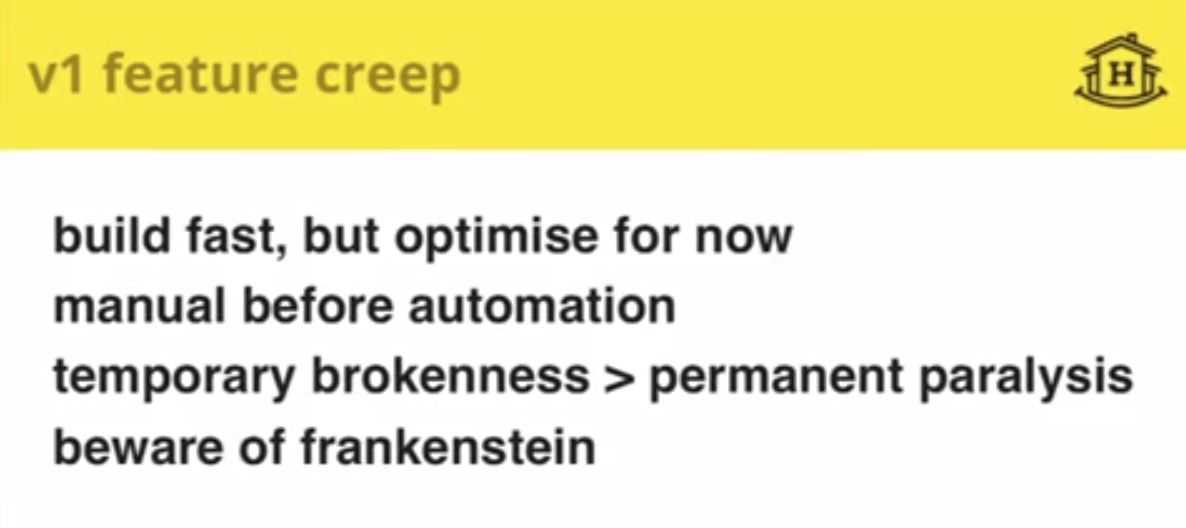 v1 feature creep
H
build fast, but optimise for now
manual before automation
temporary brokenness > permanent paralysis
beware of frankenstein